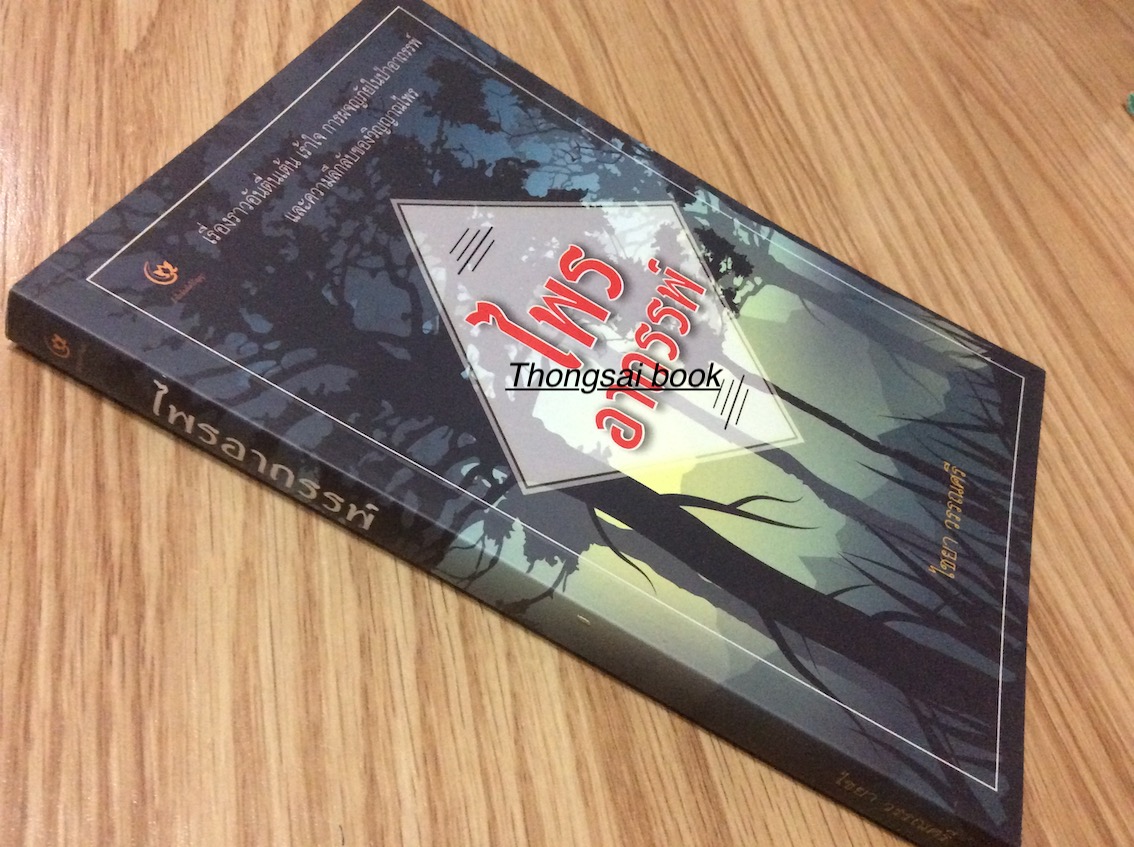 เรื่องราวอันตื่นเต้น เร้าใจ การผจญภัยในป่าอาถรรพ์
และความลึกลับของวิญญาณไพร
ไพร
อาถรรพ์
Thongsai book
ไชยา วรรณศรี
ไพรอาถรรพ์
ไชยา วรรณศรี